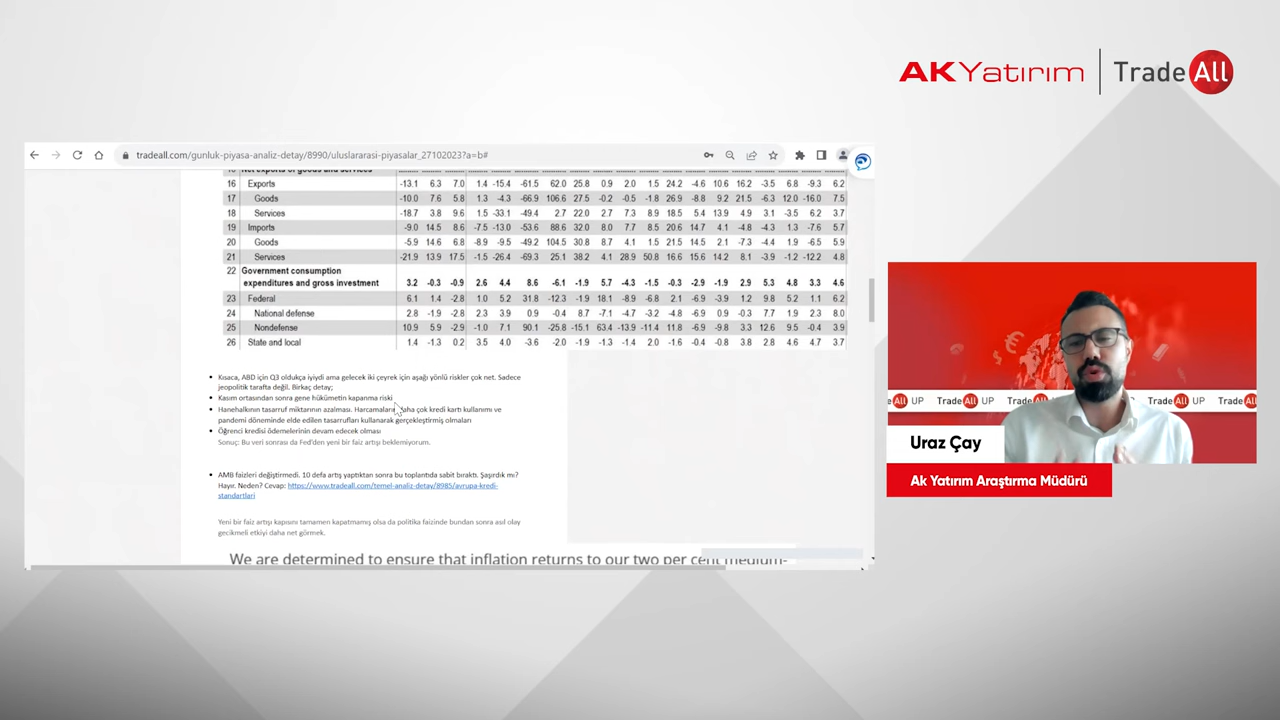 AKYatırım | TradeAll
tradeall.com/gunluk-piyasa-analiz-detay/8990/uluslararasi-piyasalar_27102023?a=b#
16 Exports -13.1 6.3 7.0 1.4 -15.4 -61.5 62.0 25.8 0.9 2.0 1.5 24.2 -4.6 10.6 16.2 -3.5 6.8 -9.3 6.2
17 Goods -10.0 7.6 5.8 1.3 -4.3 -66.9 106.6 27.5 -0.2 -0.5 -1.8 26.9 -8.8 9.2 21.5 -6.3 12.0 -16.0 7.5
18 Services -18.7 3.8 9.6 1.5 -33.1 -49.4 2.7 22.0 2.7 7.3 8.9 18.5 5.4 13.9 4.9 3.1 -3.5 6.2 3.7
19 Imports -9.0 14.5 8.6 -7.5 -13.0 -53.6 88.6 32.0 8.0 7.7 8.5 20.6 14.7 4.1 -4.8 -4.3 1.3 -7.6 5.7
20 Goods -5.9 14.6 6.8 -8.9 -9.5 -49.2 104.5 30.8 8.7 4.1 1.5 21.5 14.5 2.1 -7.3 -4.4 1.9 -6.5 5.9
21 Services -21.9 13.9 17.5 -1.5 -26.4 -69.3 25.1 38.2 4.1 28.9 50.8 16.6 15.6 14.2 8.1 -3.9 -1.2 -12.2 4.8
22 Government consumption
expenditures and gross investment 3.2 -0.3 -0.9 2.6 4.4 8.6 -6.1 -1.9 5.7 -4.3 -1.5 -0.3 -2.9 -1.9 2.9 5.3 4.8 3.3 4.6
23 Federal 6.1 1.4 -2.8 1.0 5.2 31.8 -12.3 -1.9 18.1 -8.9 -6.8 2.1 -6.9 -3.9 1.2 9.8 5.2 1.1 6.2
24 National defense 2.8 -1.9 -2.8 2.3 3.9 0.9 -0.4 8.7 -7.1 -4.7 -3.2 -4.6 -6.9 0.9 -0.3 7.7 1.9 2.3 8.0
25 Nondefense 10.9 5.9 -2.9 -1.0 7.1 90.1 -25.8 -15.1 63.4 -13.9 -11.4 11.8 -6.9 -9.8 3.3 12.6 9.5 -0.4 3.9
26 State and local 1.4 -1.3 0.2 3.5 4.0 -3.6 -2.0 -1.9 -1.3 -1.4 2.0 -1.6 -0.4 -0.8 3.8 2.8 4.6 4.7 3.7
• Kısaca, ABD için Q3 oldukça iyiydi ama gelecek iki çeyrek için aşağı yönlü riskler çok net. Sadece
jeopolitik tarafta değil. Birkaç detay;
• Kasım ortasından sonra gene hükümetin kapanma riski
• Hanehalkının tasarruf miktarının azalması. Harcamaların daha çok kredi kartı kullanımı ve
pandemi döneminde elde edilen tasarrufları kullanarak gerçekleştirmiş olmaları
• Öğrenci kredisi ödemelerinin devam edecek olması
Sonuç: Bu veri sonrası da Fed'den yeni bir faiz artışı beklemiyorum.
• AMB faizleri değiştirmedi. 10 defa artış yaptıktan sonra bu toplantıda sabit bıraktı. Şaşırdık mı?
Hayır. Neden? Cevap: https://www.tradeall.com/temel-analiz-detay/8985/avrupa-kredi-
standartlari
Yeni bir faiz artışı kapısını tamamen kapatmamış olsa da politika faizinde bundan sonra asıl olay
gecikmeli etkiyi daha net görmek.
We are determined to ensure that inflation returns to our two per cent medium-
TradeAll UP
TradeAll UP
Uraz Çay
Ak Yatırım Araştırma Müdürü